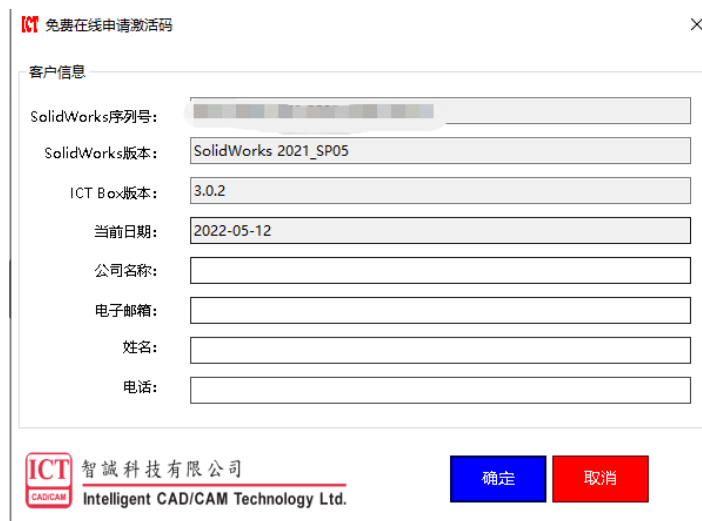 ICT 免费在线申请激活码
客户信息
SolidWorks序列号:
SolidWorks版本: SolidWorks 2021_SP05
ICT Box版本: 3.0.2
当前日期: 2022-05-12
公司名称:
电子邮箱:
姓名:
电话:
ICT 智誠科技有限公司
CAD/CAM Intelligent CAD/CAM Technology Ltd.
确定 取消